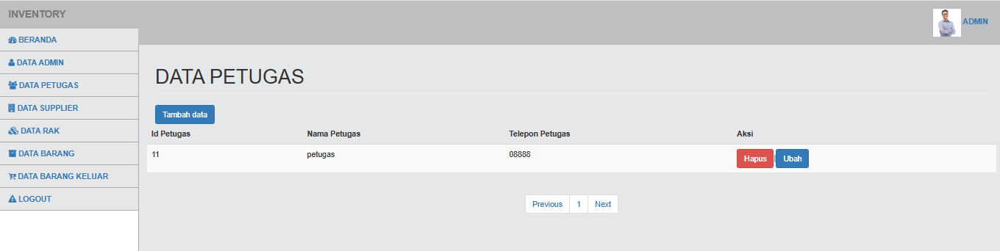 INVENTORY
ADMIN
BERANDA
DATA ADMIN
DATA PETUGAS
DATA SUPPLIER
DATA RAK
DATA BARANG
DATA BARANG KELUAR
LOGOUT
DATA PETUGAS
Tambah data
Id Petugas Nama Petugas Telepon Petugas Aksi
11 petugas 08888 Hapus Ubah
Previous 1 Next